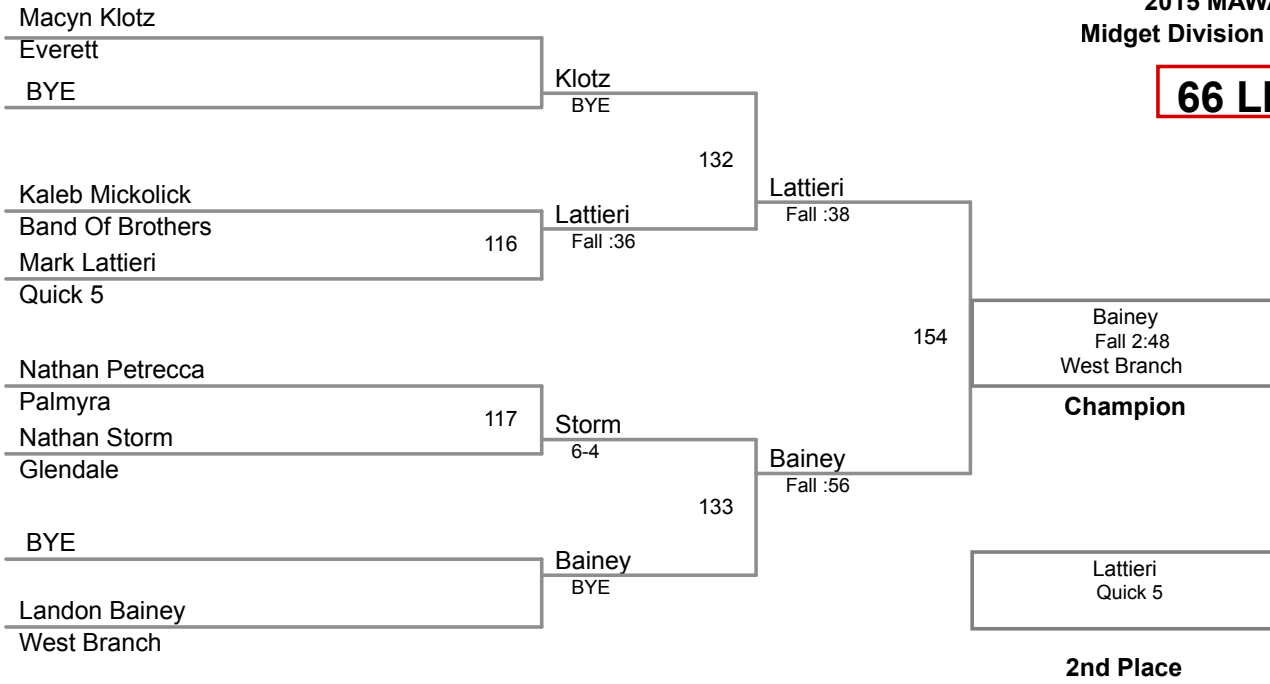 2015 MAWA
Midget Division
66 L
Macyn Klotz
Everett
BYE
Klotz
BYE
132
Kaleb Mickolick
Band Of Brothers
Mark Lattieri
Quick 5
116
Lattieri
Fall :36
Lattieri
Fall :38
154
Nathan Petrecca
Palmyra
Nathan Storm
Glendale
117
Storm
6-4
133
Bainey
Fall :56
BYE
Landon Bainey
West Branch
Bainey
BYE
Bainey
Fall 2:48
West Branch
Champion
Lattieri
Quick 5
2nd Place